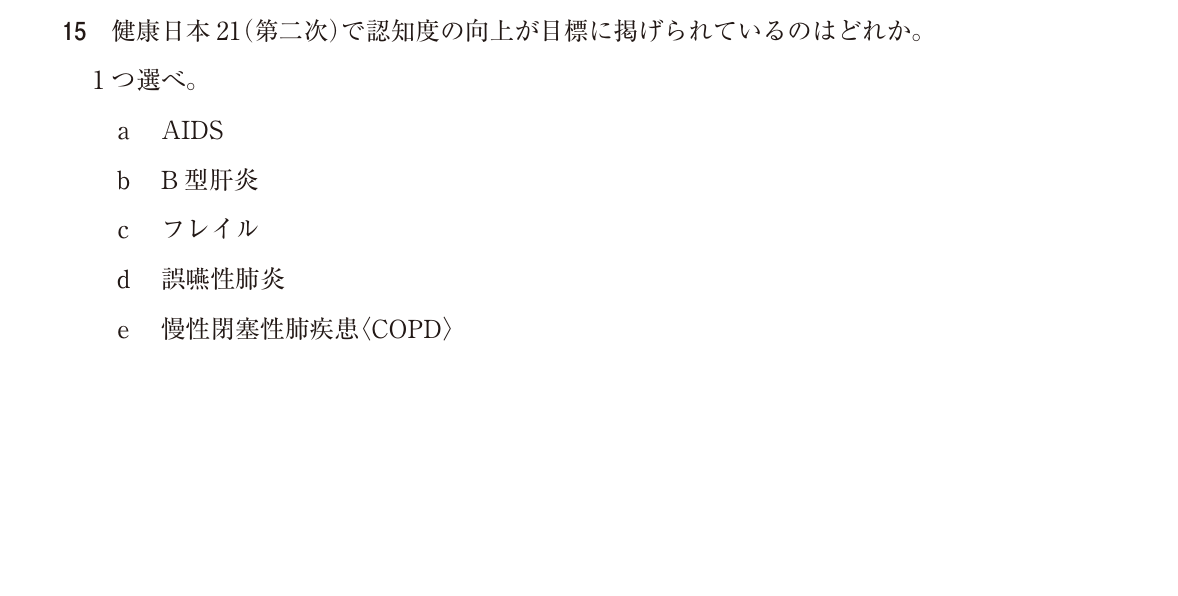 15 健康日本 21(第二次)で認知度の向上が目標に掲げられているのはどれか。
1 つ選べ。
a AIDS
b B 型肝炎
c フレイル
d 誤嚥性肺炎
e 慢性閉塞性肺疾患〈COPD〉